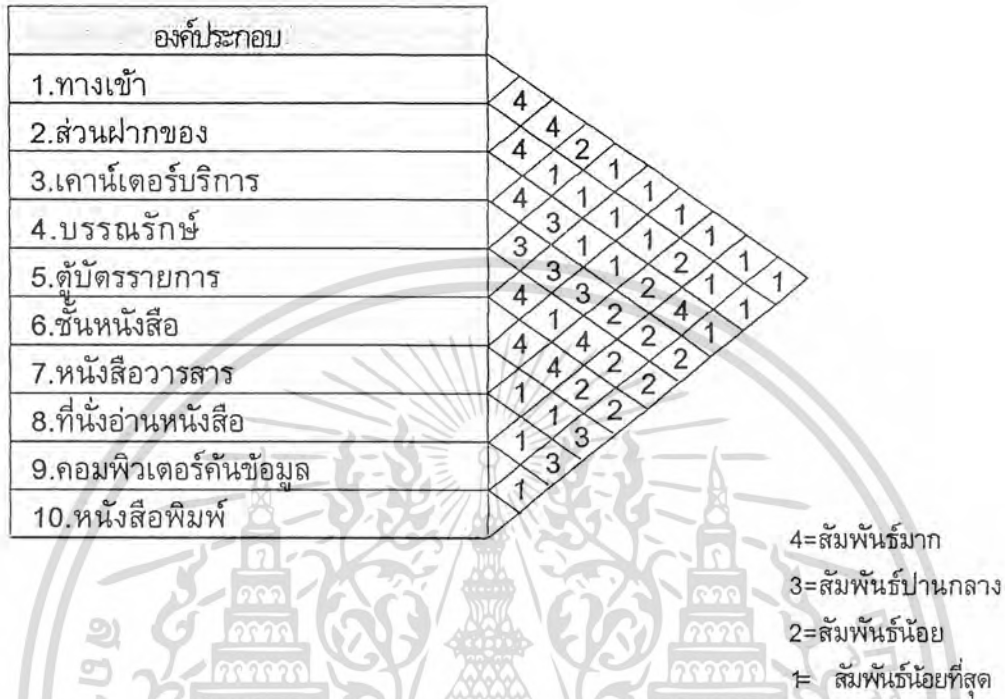 องค์ประกอบ
1.ทางเข้า
4
4
2.ส่วนฝากของ
4 2
1 1
3.เคาน์เตอร์บริการ
4 1 1
3 1 1
4.บรรณรักษ์
3 1 1 1
3 1 2 1
5.ตู้บัตรรายการ
4 3 2 1 1
1 2 4 1
6.ชั้นหนังสือ
4 4 2 1
4 2 2
7.หนังสือวารสาร
1 2 2
1 2
8.ที่นั่งอ่านหนังสือ
1 3
3
9.คอมพิวเตอร์ค้นข้อมูล
1
10.หนังสือพิมพ์
4=สัมพันธ์มาก
3=สัมพันธ์ปานกลาง
2=สัมพันธ์น้อย
1= สัมพันธ์น้อยที่สุด